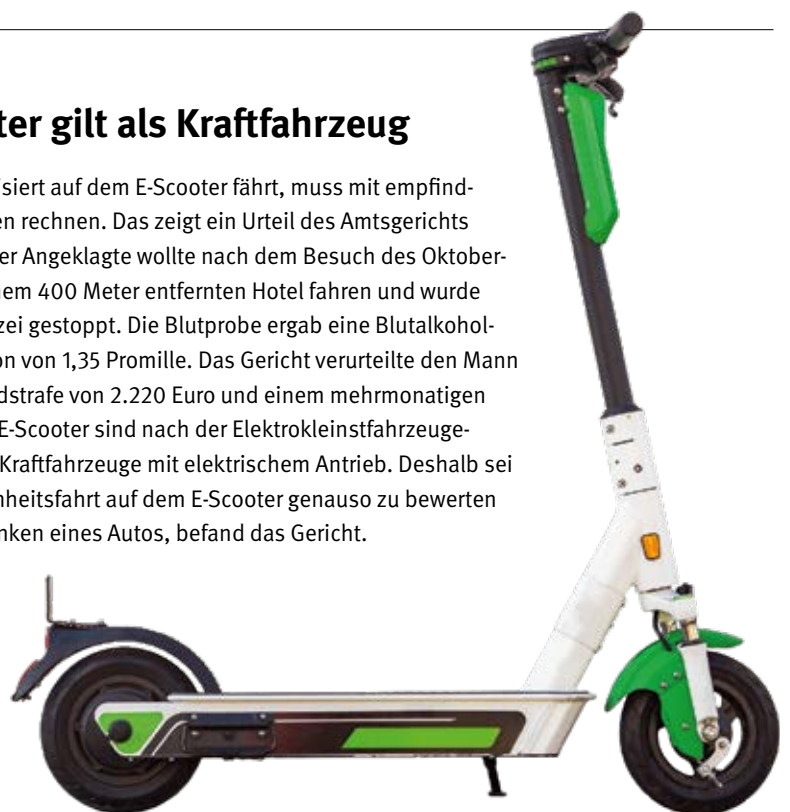 ter gilt als Kraftfahrzeug
siert auf dem E-Scooter fährt, muss mit empfind-
en rechnen. Das zeigt ein Urteil des Amtsgerichts
er Angeklagte wollte nach dem Besuch des Oktober-
nem 400 Meter entfernten Hotel fahren und wurde
zei gestoppt. Die Blutprobe ergab eine Blutalkohol-
on von 1,35 Promille. Das Gericht verurteilte den Mann
dstrafe von 2.220 Euro und einem mehrmonatigen
E-Scooter sind nach der Elektrokleinstfahrzeuge-
Kraftfahrzeuge mit elektrischem Antrieb. Deshalb sei
nheitsfahrt auf dem E-Scooter genauso zu bewerten
nken eines Autos, befand das Gericht.